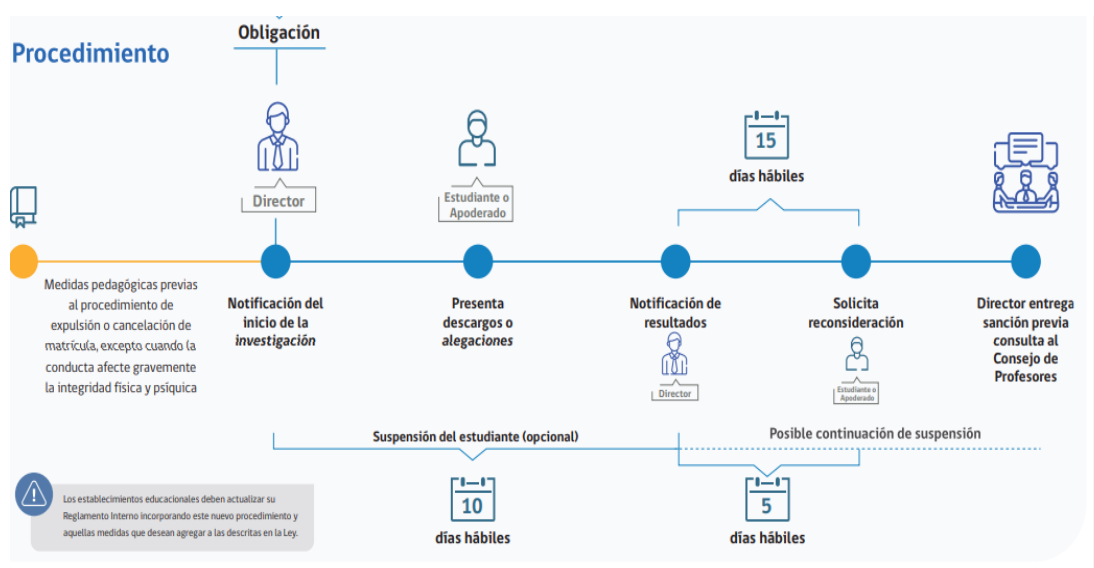 Obligación
Procedimiento
15
días hábiles
Director
Estudiante o
Apoderado
Medidas pedagógicas previas
al procedimiento de
expulsión o cancelación de
matrícula, excepto cuando la
conducta afecte gravemente
la integridad física y psíquica
Notificación del
inicio de la
investigación
Presenta
descargos o
alegaciones
Notificación de
resultados
Director
Solicita
reconsideración
Estudiante o
Apoderado
Director entrega
sanción previa
consulta al
Consejo de
Profesores
Suspensión del estudiante (opcional)
Posible continuación de suspensión
10
días hábiles
5
días hábiles
Los establecimientos educacionales deben actualizar su
Reglamento Interno incorporando este nuevo procedimiento y
aquellas medidas que desean agregar a las descritas en la Ley.